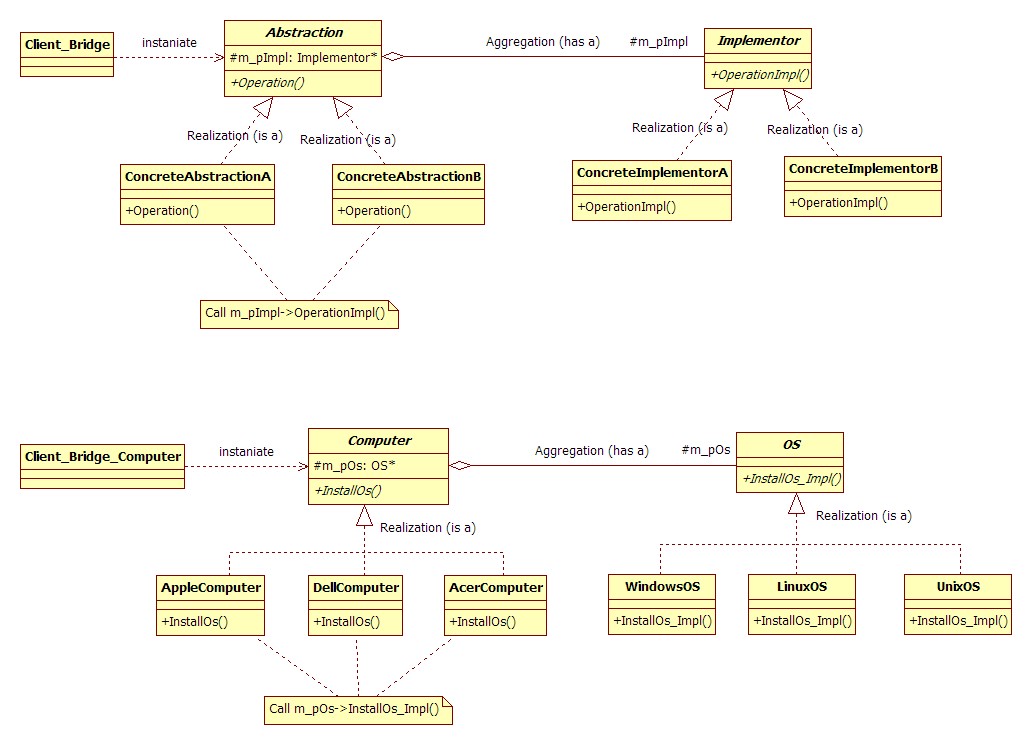 Client_Bridge
instaniate
Abstraction
#m_pImpl: Implementor*
+Operation()
Aggregation (has a)
#m_pImpl
Implementor
+OperationImpl()
Realization (is a)
Realization (is a)
Realization (is a)
Realization (is a)
ConcreteAbstractionA
+Operation()
ConcreteAbstractionB
+Operation()
ConcreteImplementorA
+OperationImpl()
ConcreteImplementorB
+OperationImpl()
Call m_pImpl->OperationImpl()
Client_Bridge_Computer
instaniate
Computer
#m_pOs: OS*
+InstallOs()
Aggregation (has a)
#m_pOs
OS
+InstallOs_Impl()
Realization (is a)
Realization (is a)
AppleComputer
+InstallOs()
DellComputer
+InstallOs()
AcerComputer
+InstallOs()
WindowsOS
+InstallOs_Impl()
LinuxOS
+InstallOs_Impl()
UnixOS
+InstallOs_Impl()
Call m_pOs->InstallOs_Impl()